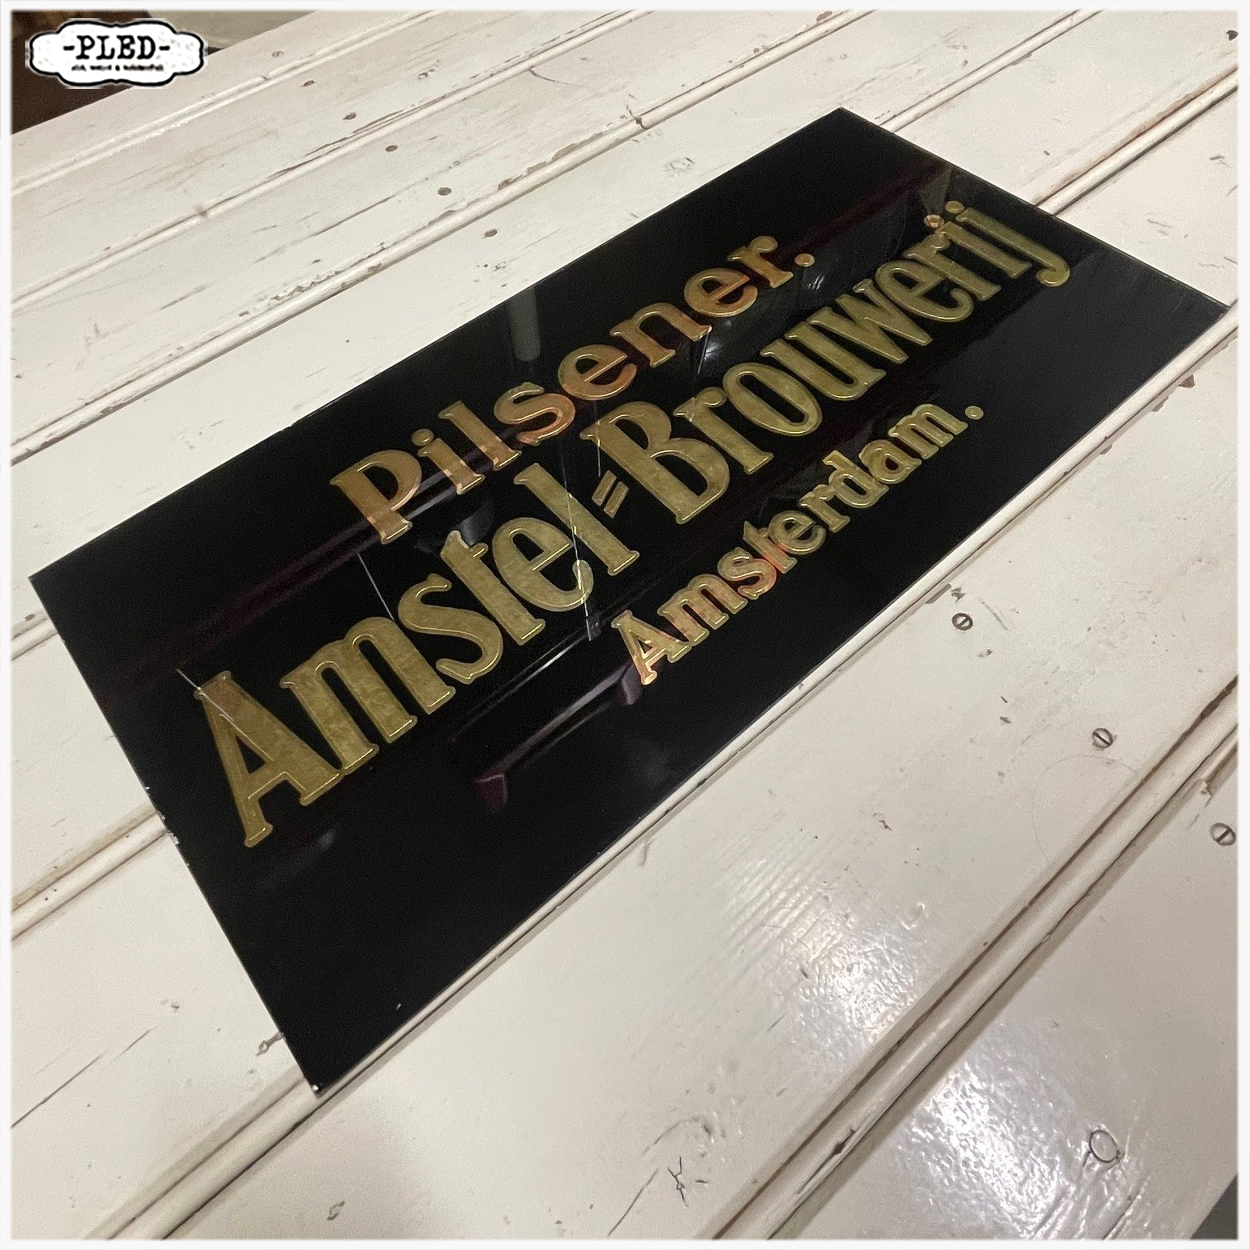 -PLED-
Pilsener.
Amstel=Brouwerij
Amsterdam.